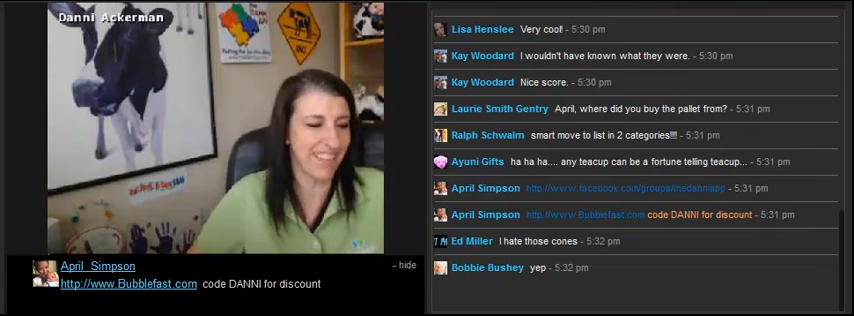 Danni Ackerman
XING
April_Simpson
- hide
http://www.Bubblefast.com code DANNI for discount
Lisa Henslee Very cool! - 5:30 pm
Kay Woodard I wouldn't have known what they were. - 5:30 pm
Kay Woodard Nice score. - 5:30 pm
Laurie Smith Gentry April, where did you buy the pallet from? - 5:31 pm
Ralph Schwalm smart move to list in 2 categories!!! - 5:31 pm
Ayuni Gifts ha ha ha.... any teacup can be a fortune telling teacup... - 5:31 pm
April Simpson http://www.facebook.com/groups/thedanniapp - 5:31 pm
April Simpson http://www.Bubblefast.com code DANNI for discount - 5:31 pm
Ed Miller I hate those cones - 5:32 pm
Bobbie Bushey yep - 5:32 pm